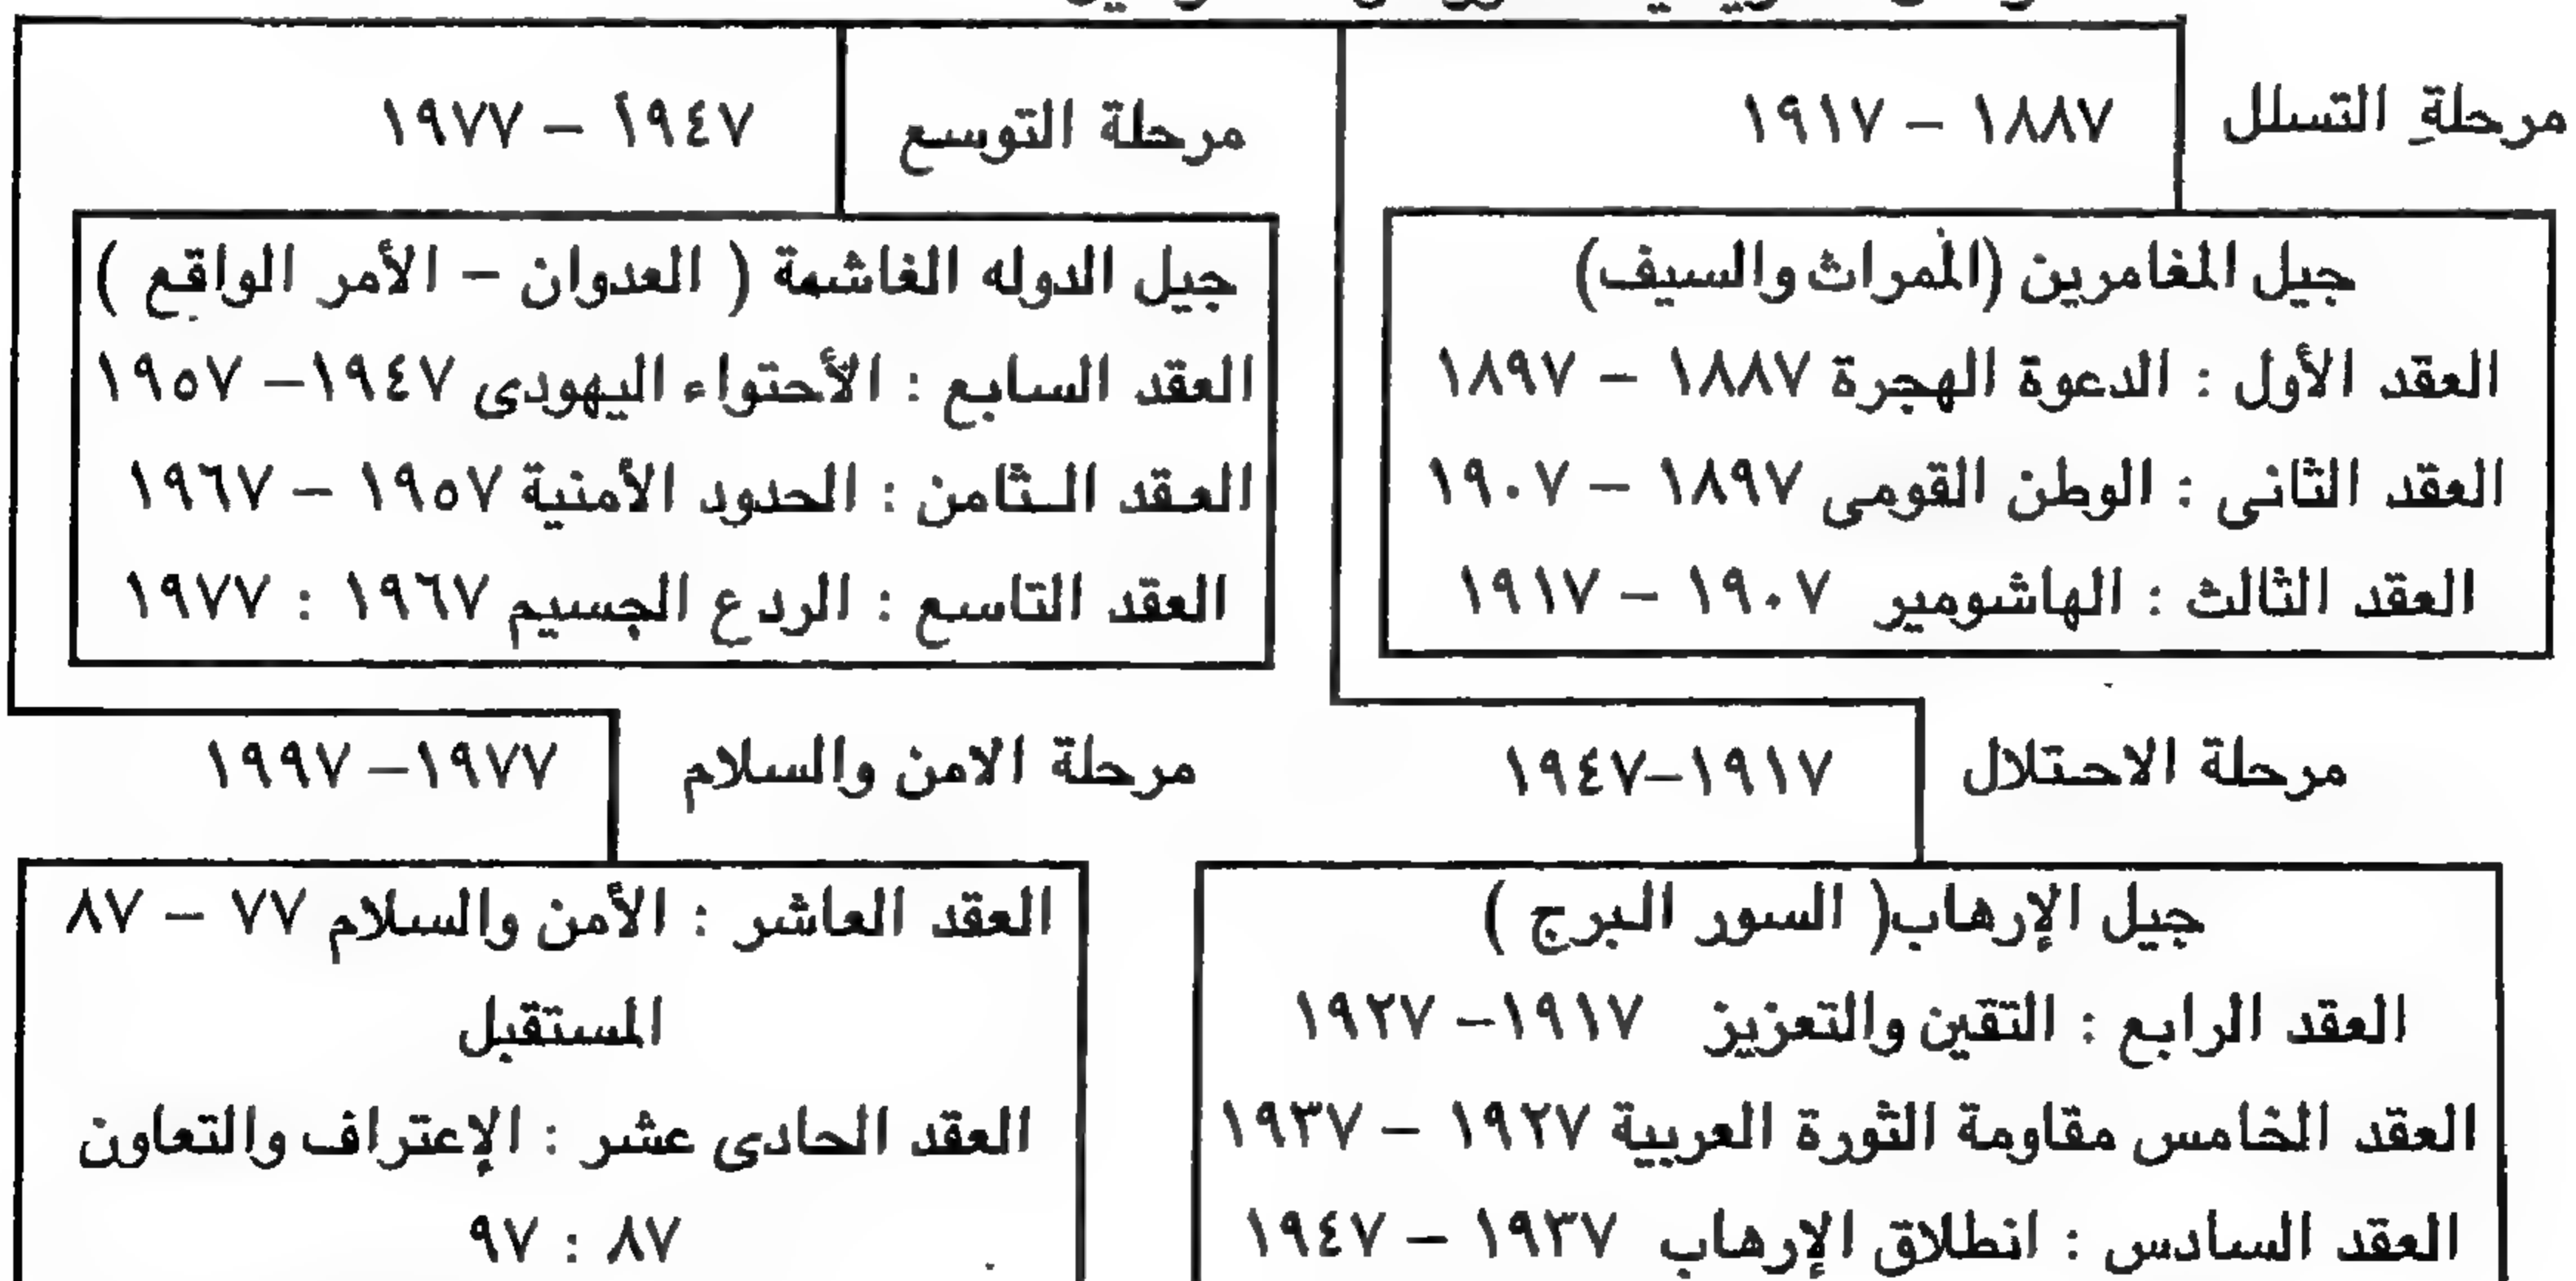 مرحلة التسلل
١٨٨٧ – ١٩١٧
جيل المغامرين (المراث والسيف)
العقد الأول : الدعوة الهجرة ١٨٨٧ – ١٨٩٧
العقد الثانى : الوطن القومى ١٨٩٧ – ١٩٠٧
العقد الثالث : الهاشومير ١٩٠٧ – ١٩١٧
مرحلة الاحتلال
١٩١٧–١٩٤٧
جيل الإرهاب( السور البرج )
العقد الرابع : التقين والتعزيز ١٩١٧– ١٩٢٧
العقد الخامس مقاومة الثورة العربية ١٩٢٧ – ١٩٣٧
العقد السادس : انطلاق الإرهاب ١٩٣٧ – ١٩٤٧
مرحلة التوسع
١٩٤٧ – ١٩٧٧
جيل الدوله الغاشمة ( العدوان – الأمر الواقع )
العقد السابع : الأحتواء اليهودى ١٩٤٧– ١٩٥٧
العقد الثامن : الحدود الأمنية ١٩٥٧ – ١٩٦٧
العقد التاسع : الردع الجسيم ١٩٦٧ : ١٩٧٧
مرحلة الامن والسلام
١٩٧٧– ١٩٩٧
العقد العاشر : الأمن والسلام ٧٧ – ٨٧
المستقبل
العقد الحادى عشر : الإعتراف والتعاون
٨٧ : ٩٧